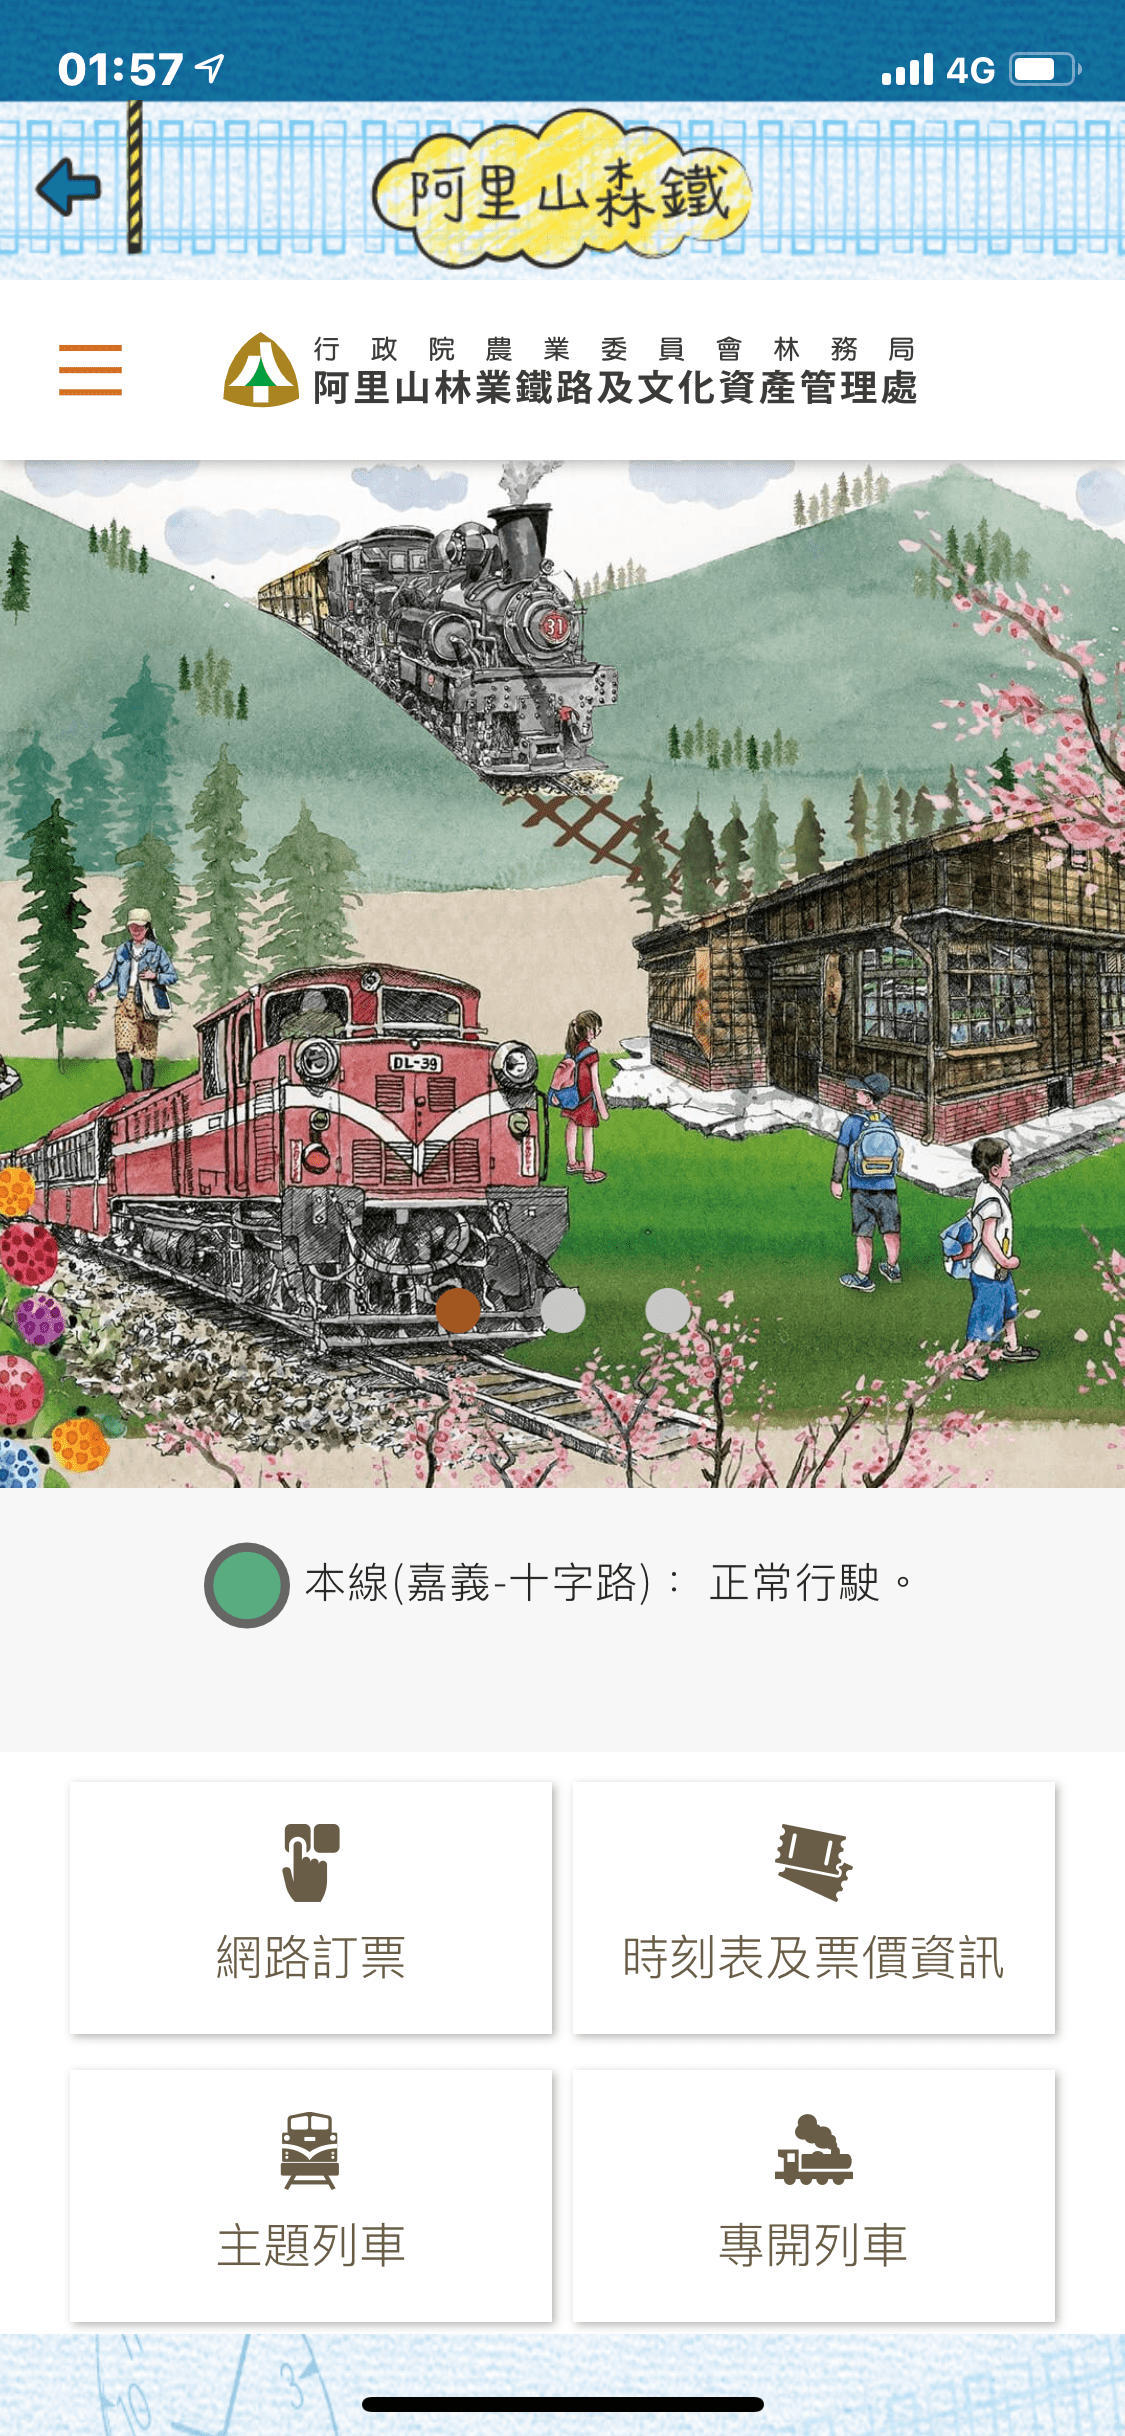 01:57
4G
阿里山森鐵
行政院農業委員會林務局
阿里山林業鐵路及文化資產管理處
31
DL-39
本線(嘉義-十字路)： 正常行駛。
網路訂票
時刻表及票價資訊
主題列車
專開列車